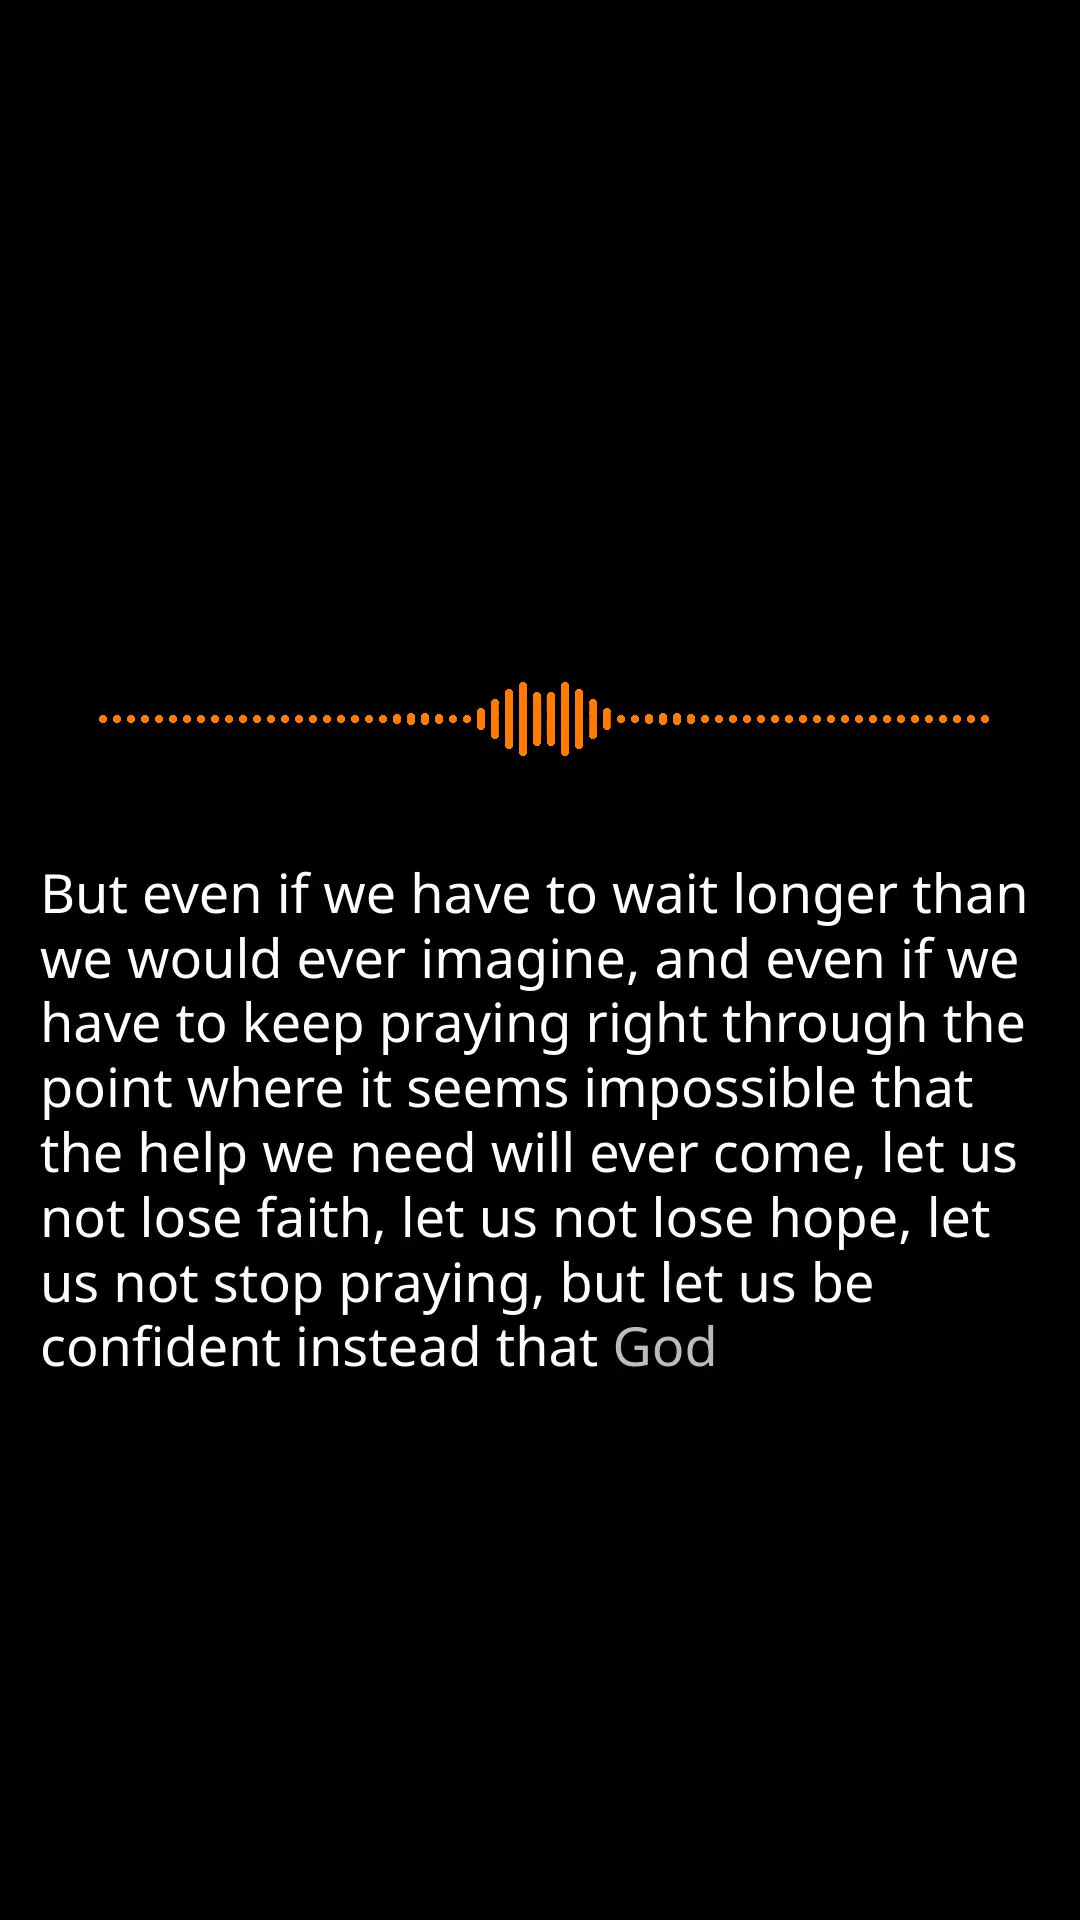 But even if we have to wait longer than
we would ever imagine, and even if we
have to keep praying right through the
point where it seems impossible that
the help we need will ever come, let us
not lose faith, let us not lose hope, let
us not stop praying, but let us be
confident instead that God